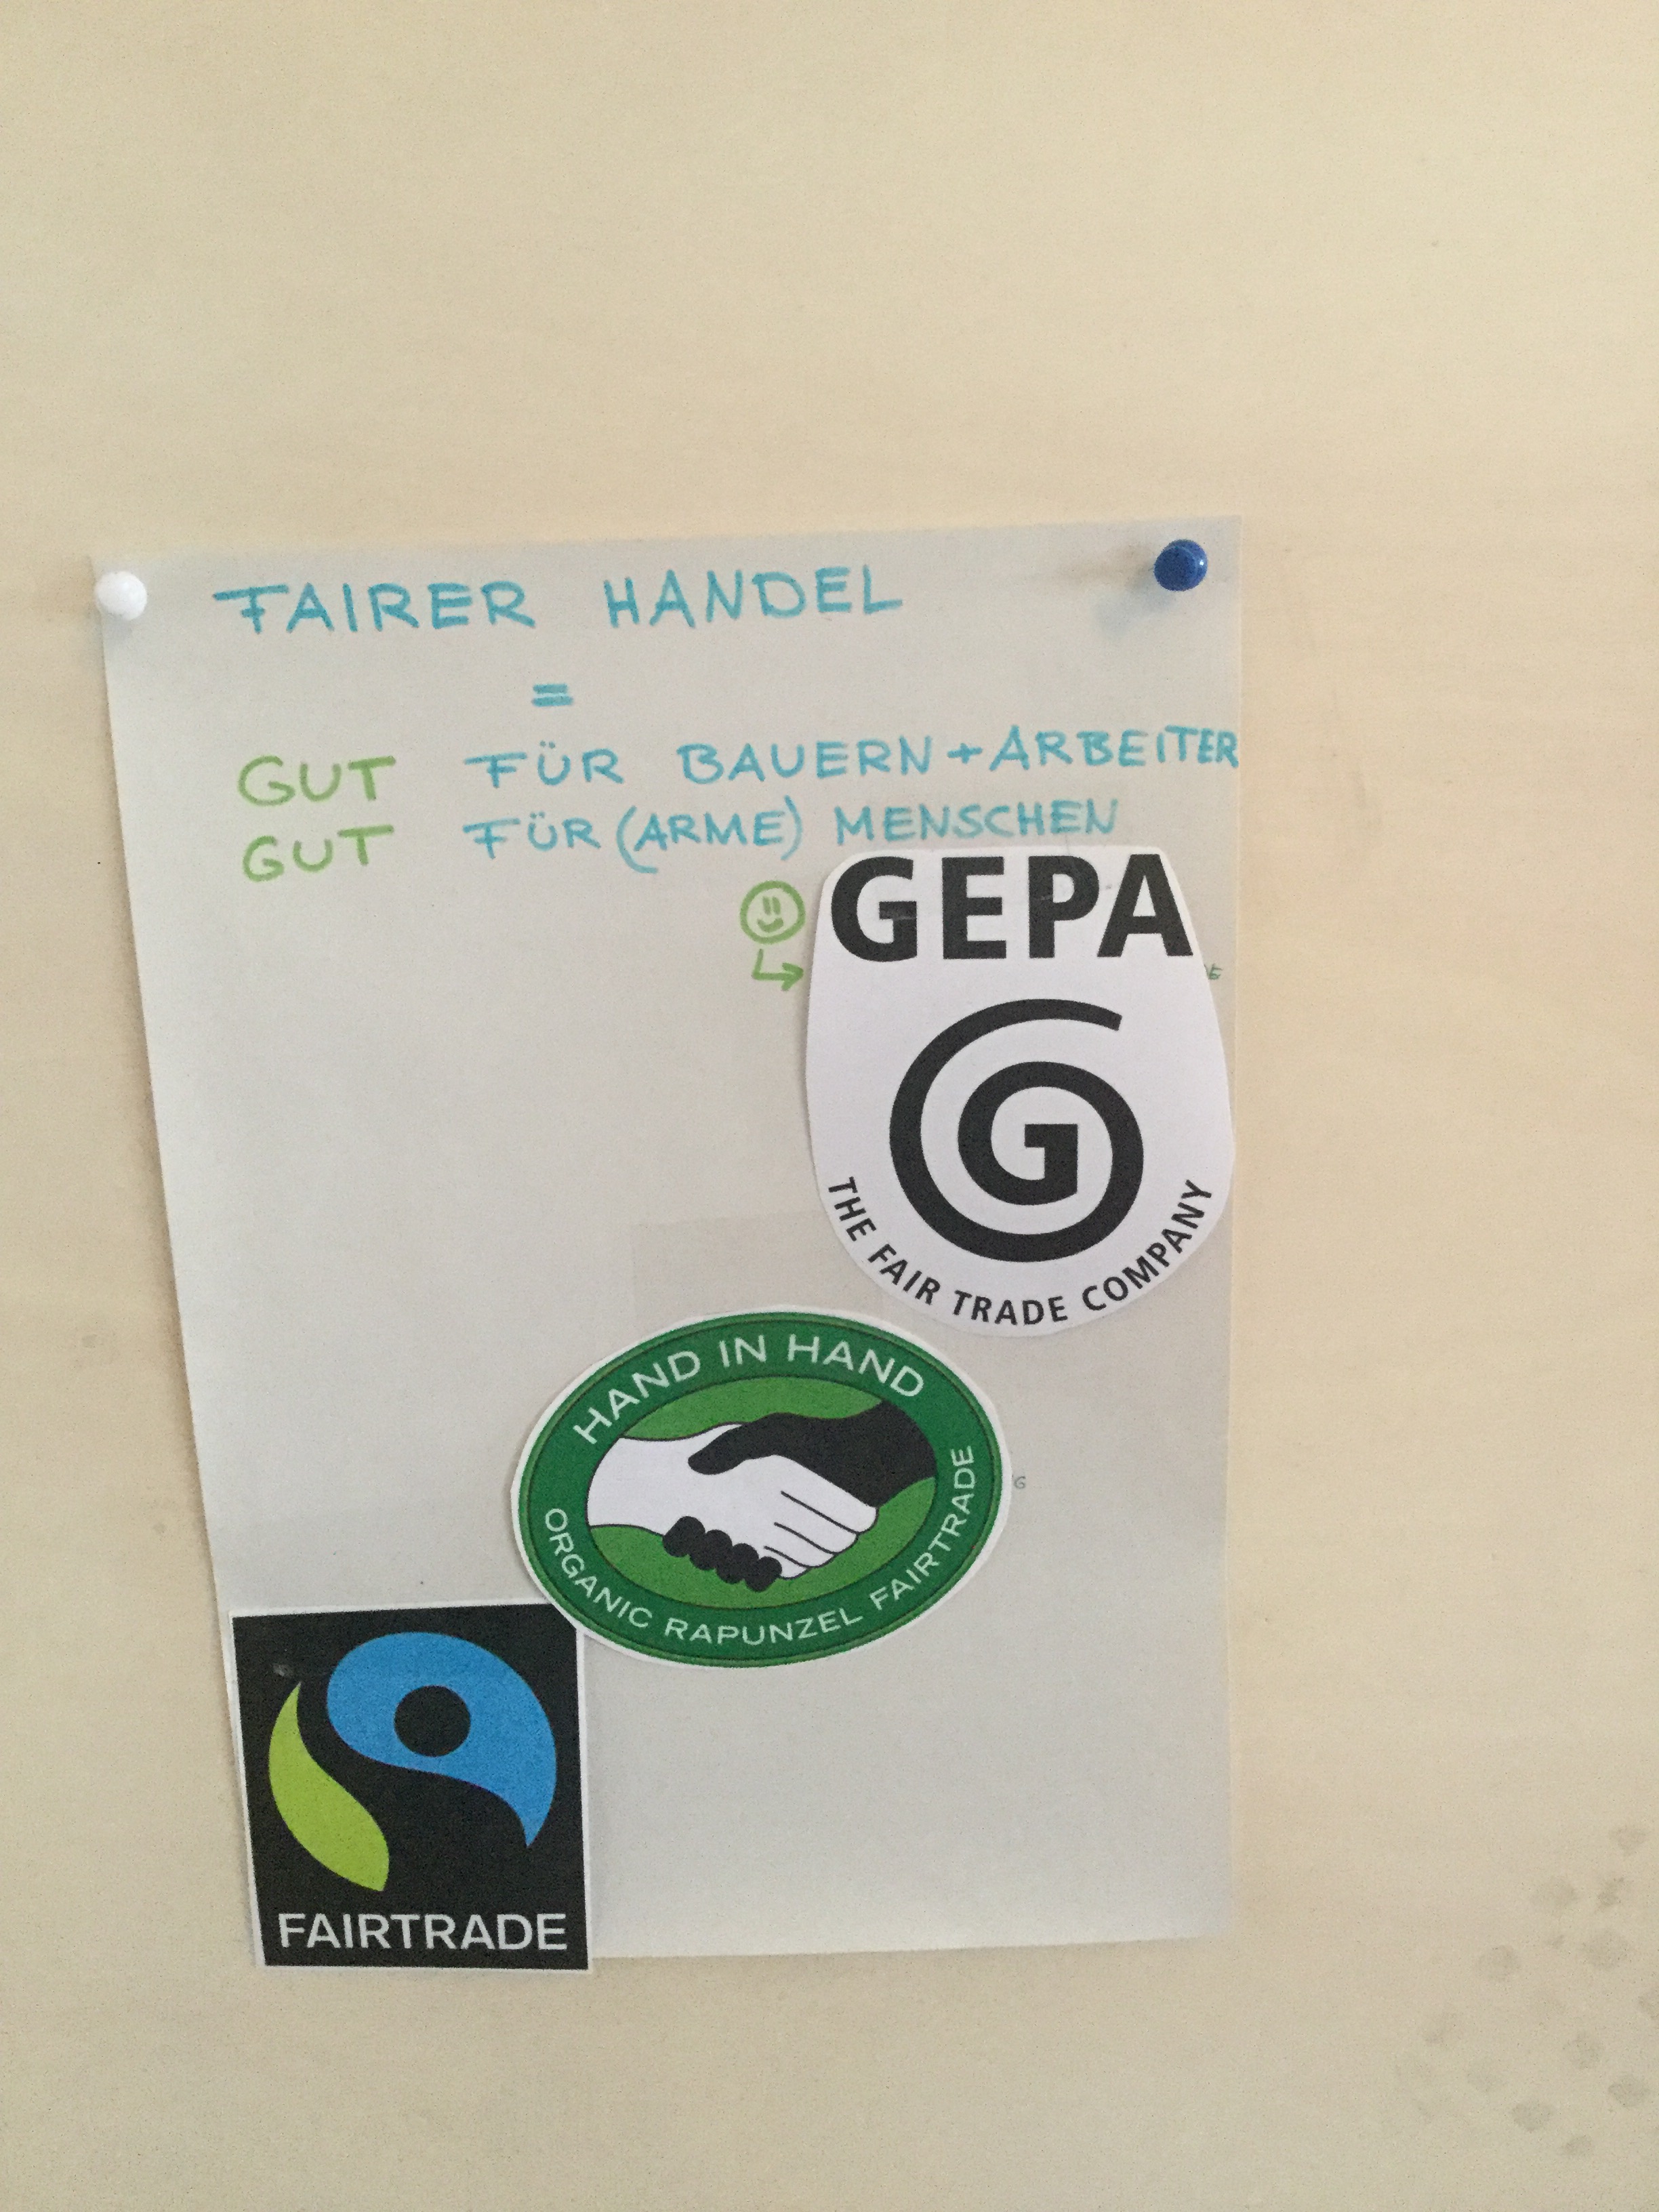 FAIRER HANDEL
=
GUT FÜR BAUERN + ARBEITER
GUT FÜR (ARME) MENSCHEN
GEPA
G
THE FAIR TRADE COMPANY
HAND IN HAND
ORGANIC RAPUNZEL FAIRTRADE
FAIRTRADE